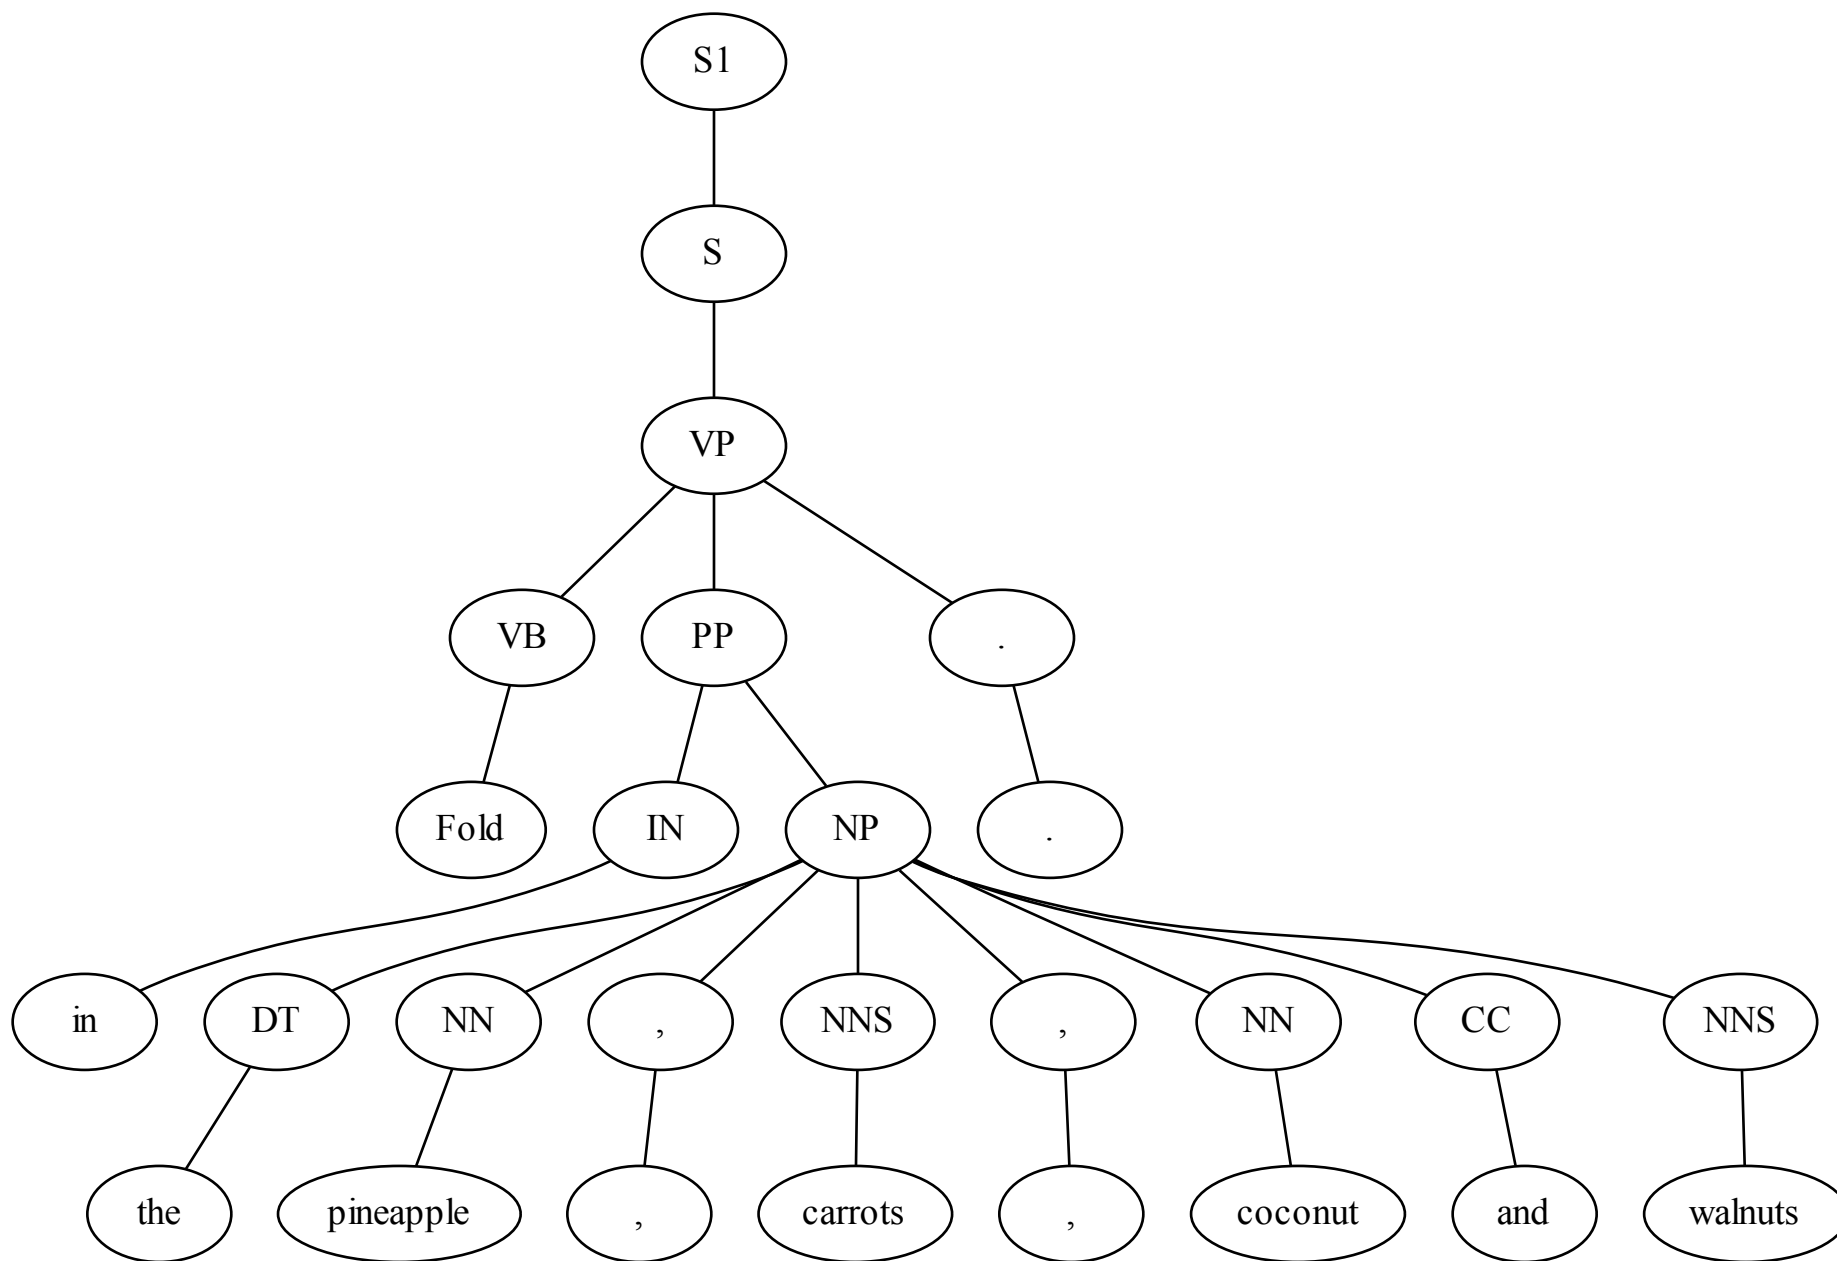 S1
S
VP
VB PP .
Fold IN NP .
in DT NN , NNS , NN CC NNS
the pineapple , carrots , coconut and walnuts